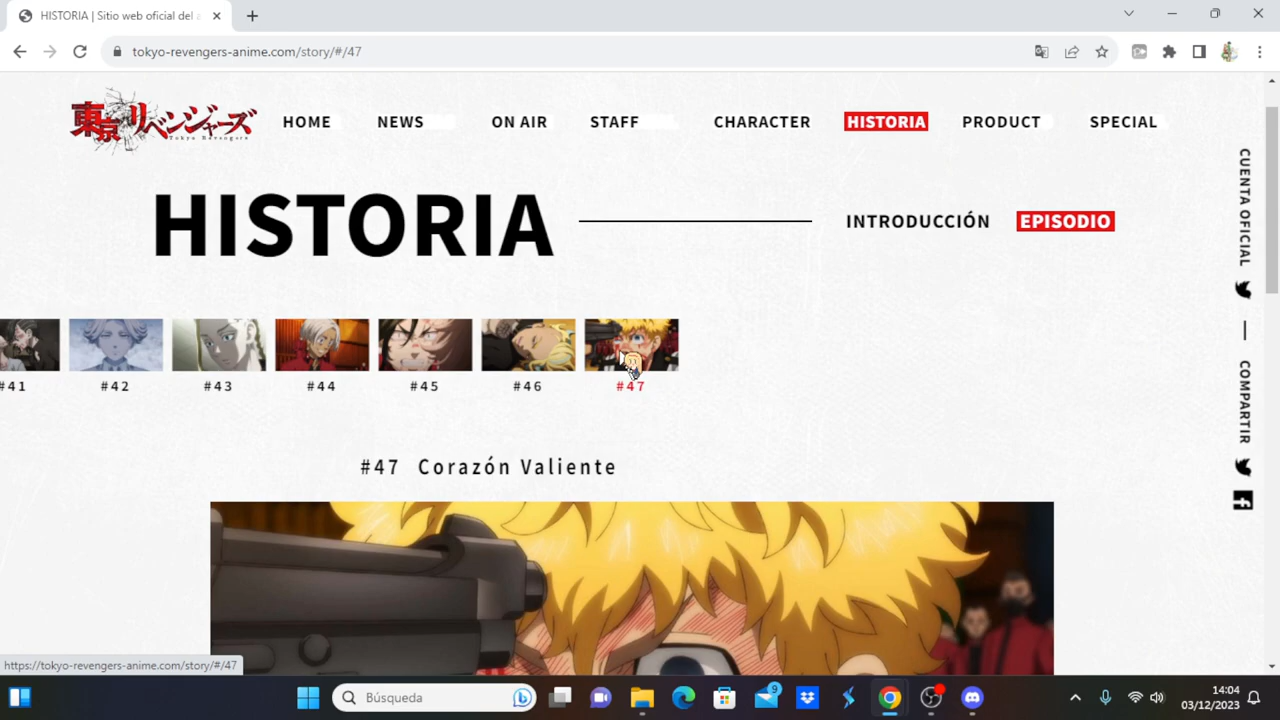 HISTORIA | Sitio web oficial del a
tokyo-revengers-anime.com/story/#/47
東京リベンジャーズ
Tokyo Revengers
HOME NEWS ON AIR STAFF CHARACTER HISTORIA PRODUCT SPECIAL
HISTORIA
INTRODUCCIÓN EPISODIO
CUENTA OFICIAL
COMPARTIR
#41 #42 #43 #44 #45 #46 #47
#47 Corazón Valiente
https://tokyo-revengers-anime.com/story/#/47
Búsqueda
9
14:04
03/12/2023